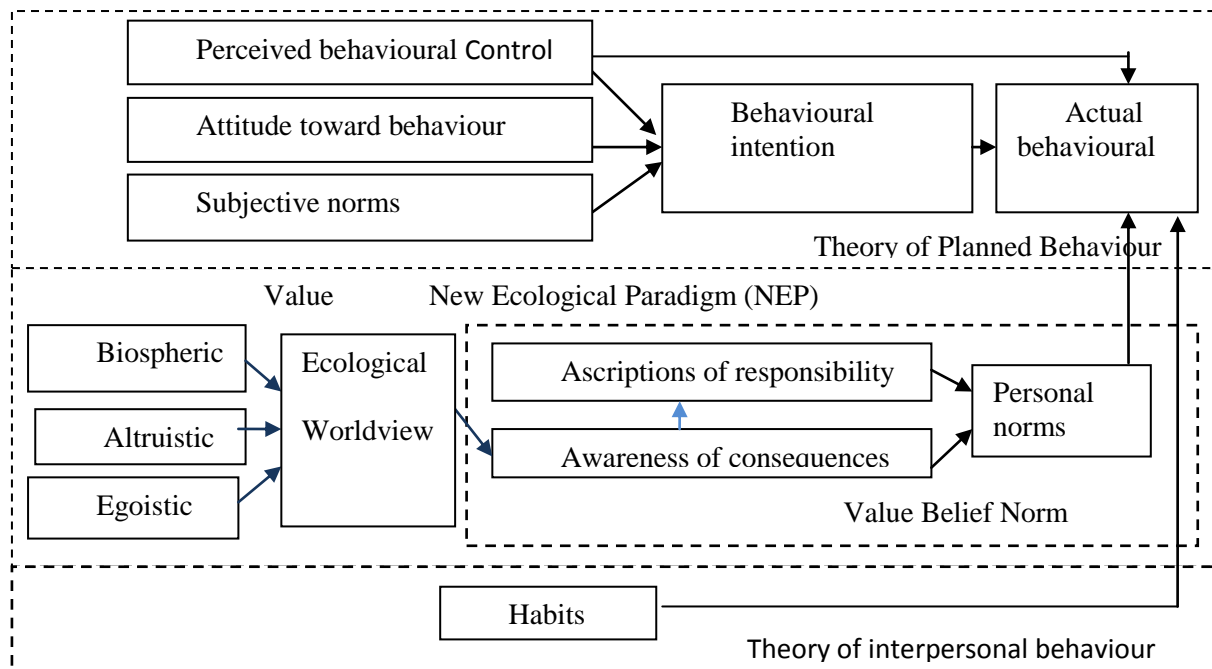 Perceived behavioural Control
Attitude toward behaviour
Subjective norms
Behavioural
intention
Actual
behavioural
Theory of Planned Behaviour
Value
New Ecological Paradigm (NEP)
Biospheric
Altruistic
Egoistic
Ecological
Worldview
Ascriptions of responsibility
Awareness of consequences
Personal
norms
Value Belief Norm
Habits
Theory of interpersonal behaviour